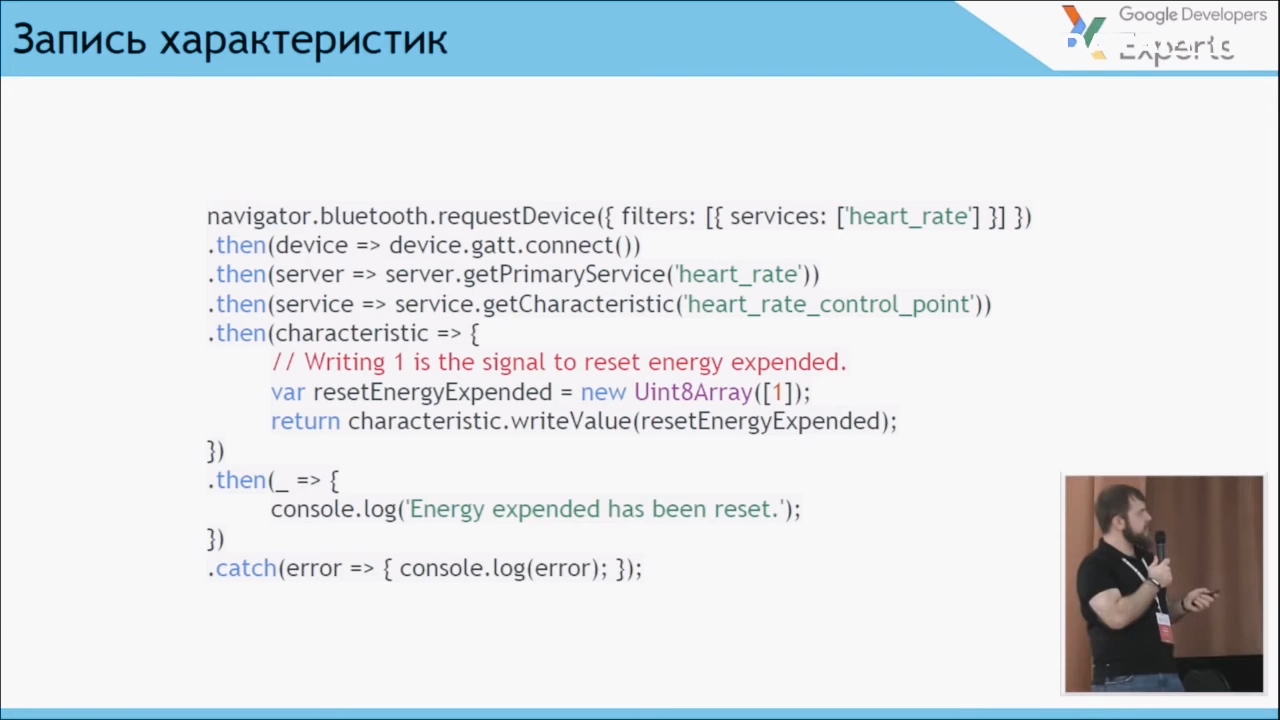 Запись характеристик
Google Developers
Experts
navigator.bluetooth.requestDevice({ filters: [{ services: ['heart_rate'] }] })
.then(device => device.gatt.connect())
.then(server => server.getPrimaryService('heart_rate'))
.then(service => service.getCharacteristic('heart_rate_control_point'))
.then(characteristic => {
// Writing 1 is the signal to reset energy expended.
var resetEnergyExpended = new Uint8Array([1]);
return characteristic.writeValue(resetEnergyExpended);
})
.then(_ => {
console.log('Energy expended has been reset.');
})
.catch(error => { console.log(error); });